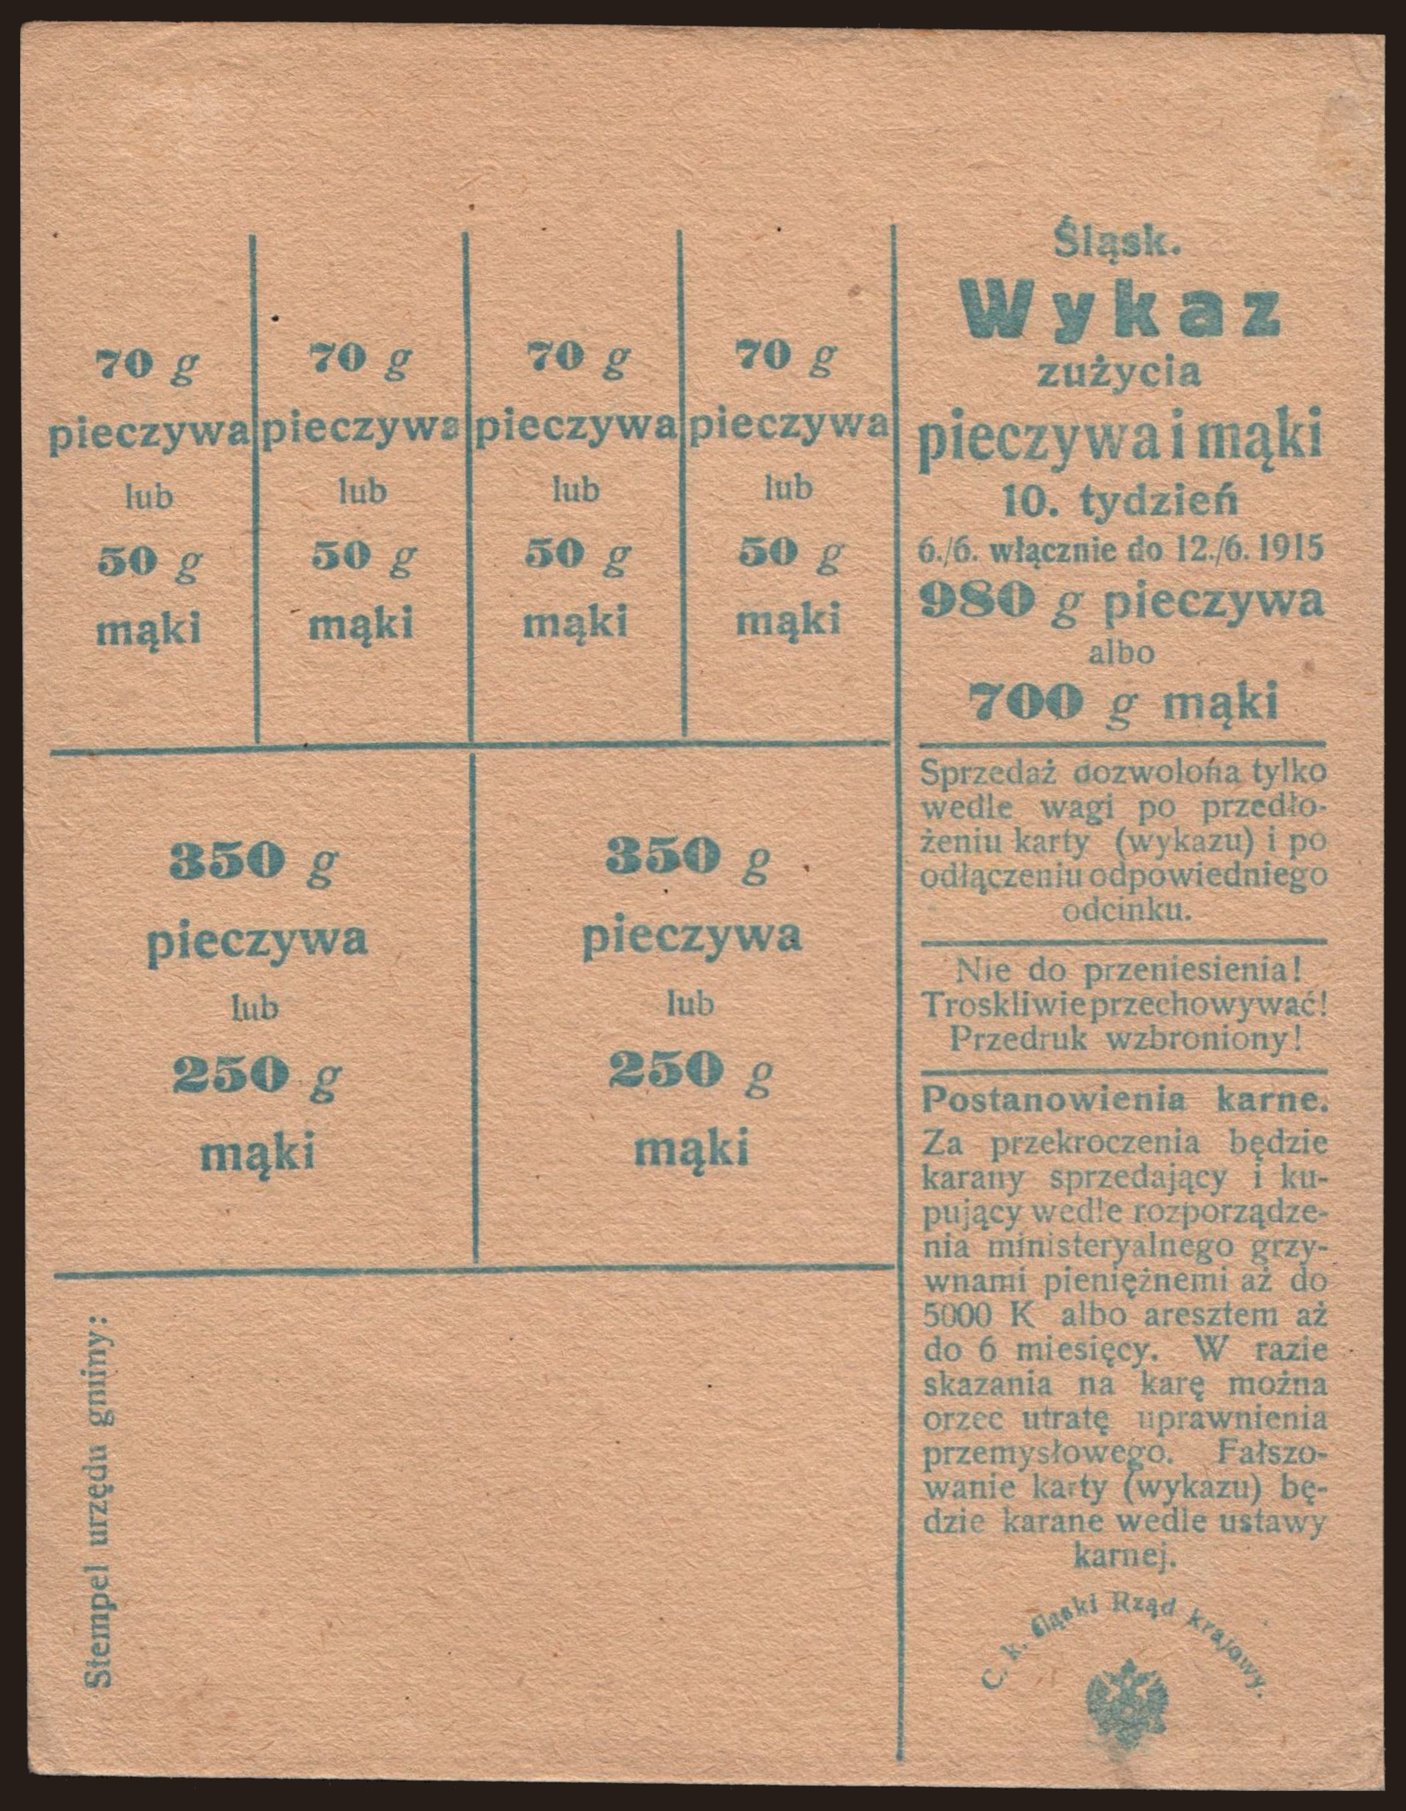 70 g
pieczywa
lub
50 g
mąki
70 g
pieczywa
lub
50 g
mąki
70 g
pieczywa
lub
50 g
mąki
70 g
pieczywa
lub
50 g
mąki
350 g
pieczywa
lub
250 g
mąki
350 g
pieczywa
lub
250 g
mąki
Stempel urzędu gminy:
Śląsk.
Wykaz
zużycia
pieczywa i mąki
10. tydzień
6./6. włącznie do 12./6. 1915
980 g pieczywa
albo
700 g mąki
Sprzedaż dozwolona tylko
wedle wagi po przedło-
żeniu karty (wykazu) i po
odłączeniu odpowiedniego
odcinku.
Nie do przeniesienia!
Troskliwie przechowywać!
Przedruk wzbroniony!
Postanowienia karne.
Za przekroczenia będzie
karany sprzedający i ku-
pujący wedle rozporządze-
nia ministeryalnego grzy-
wnami pieniężnemi aż do
5000 K albo aresztem aż
do 6 miesięcy. W razie
skazania na karę można
orzec utratę uprawnienia
przemysłowego. Fałszo-
wanie karty (wykazu) bę-
dzie karane wedle ustawy
karnej.
C. k. śląski Rząd krajowy.